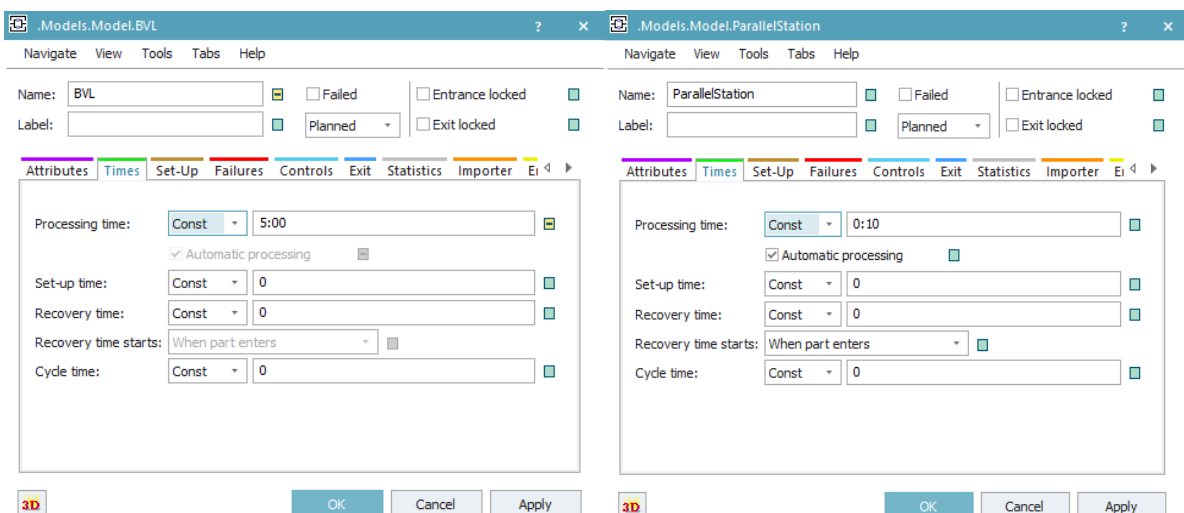 .Models.Model.BVL ? ×
Navigate View Tools Tabs Help
Name: BVL Failed Entrance locked
Label: Planned Exit locked
Attributes Times Set-Up Failures Controls Exit Statistics Importer
Processing time: Const 5:00
Automatic processing
Set-up time: Const 0
Recovery time: Const 0
Recovery time starts: When part enters
Cycle time: Const 0
3D OK Cancel Apply
.Models.Model.ParallelStation ? ×
Navigate View Tools Tabs Help
Name: ParallelStation Failed Entrance locked
Label: Planned Exit locked
Attributes Times Set-Up Failures Controls Exit Statistics Importer
Processing time: Const 0:10
Automatic processing
Set-up time: Const 0
Recovery time: Const 0
Recovery time starts: When part enters
Cycle time: Const 0
3D OK Cancel Apply